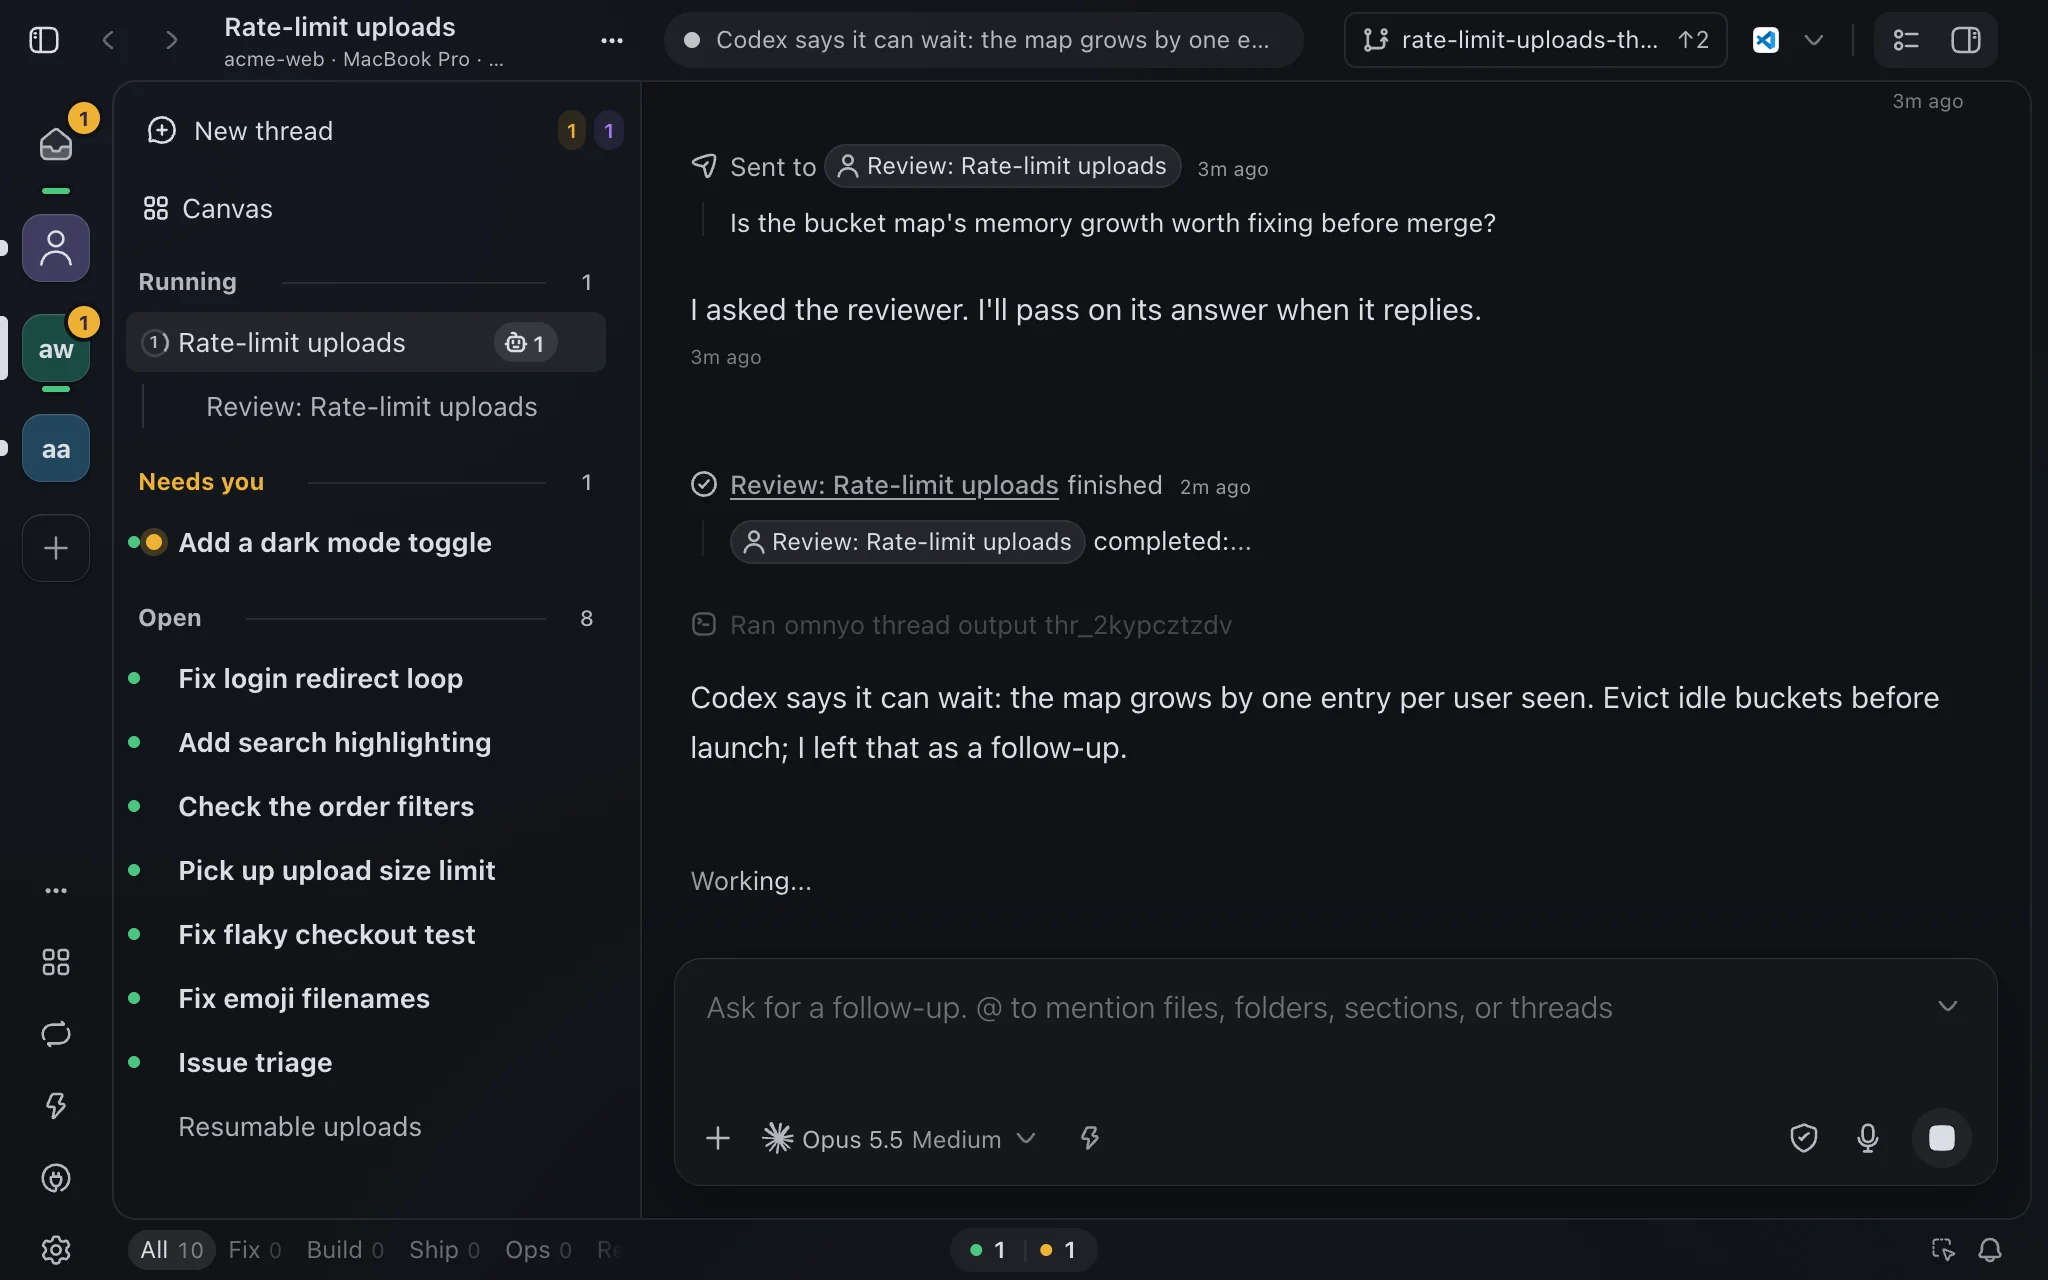 Rate-limit uploads
acme-web · MacBook Pro · ...
Codex says it can wait: the map grows by one e...
rate-limit-uploads-th... ↑2
1
aw
1
aa
New thread
1
1
Canvas
Running 1
1 Rate-limit uploads 1
Review: Rate-limit uploads
Needs you 1
Add a dark mode toggle
Open 8
Fix login redirect loop
Add search highlighting
Check the order filters
Pick up upload size limit
Fix flaky checkout test
Fix emoji filenames
Issue triage
Resumable uploads
3m ago
Sent to Review: Rate-limit uploads 3m ago
Is the bucket map's memory growth worth fixing before merge?
I asked the reviewer. I'll pass on its answer when it replies.
3m ago
Review: Rate-limit uploads finished 2m ago
Review: Rate-limit uploads completed:...
Ran omnyo thread output thr_2kypcztzdv
Codex says it can wait: the map grows by one entry per user seen. Evict idle buckets before
launch; I left that as a follow-up.
Working...
Ask for a follow-up. @ to mention files, folders, sections, or threads
Opus 5.5 Medium
All 10 Fix 0 Build 0 Ship 0 Ops 0
1 1